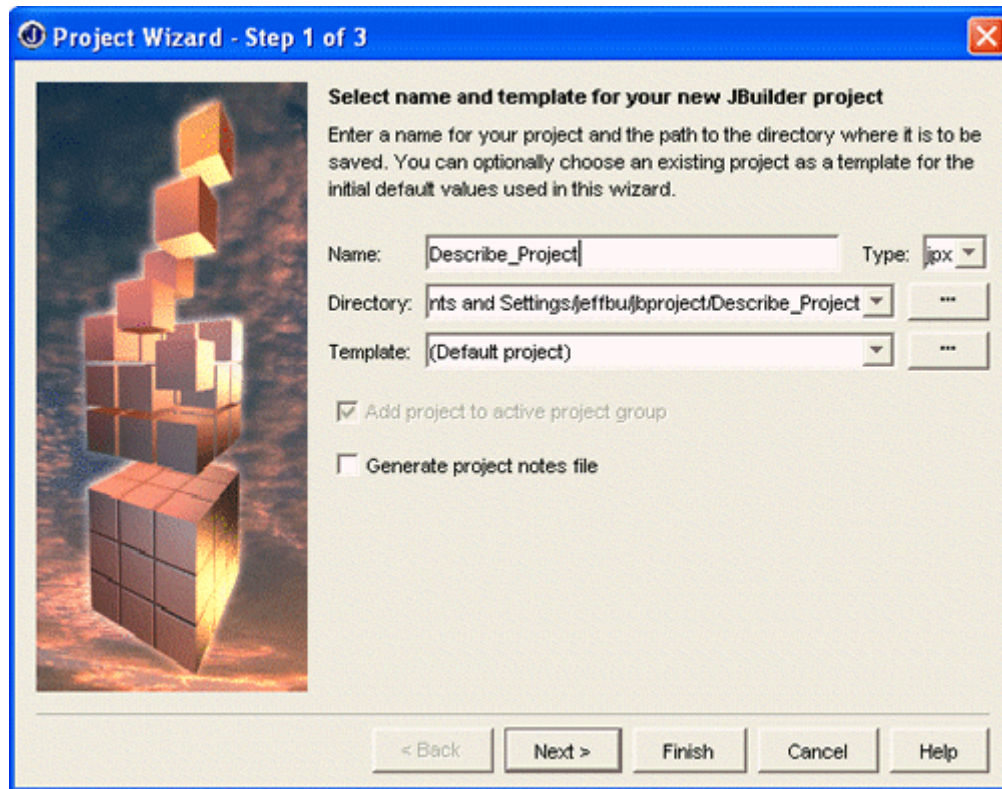 Project Wizard - Step 1 of 3
Select name and template for your new JBuilder project
Enter a name for your project and the path to the directory where it is to be
saved. You can optionally choose an existing project as a template for the
initial default values used in this wizard.
Name: Describe_Project Type: jpx
Directory: nts and Settings/jeffbu/jbproject/Describe_Project ...
Template: (Default project) ...
Add project to active project group
Generate project notes file
< Back Next > Finish Cancel Help